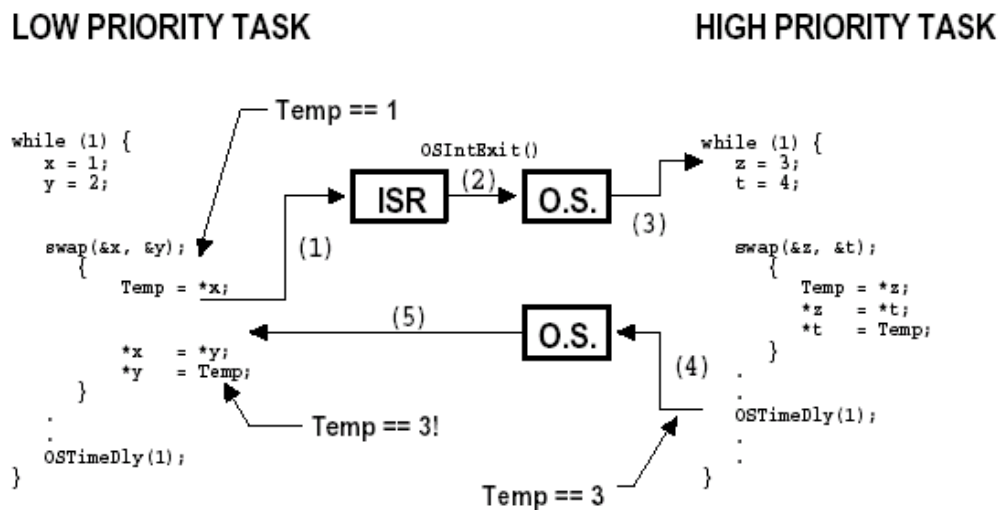 LOW PRIORITY TASK
HIGH PRIORITY TASK
Temp == 1
while (1) {
x = 1;
y = 2;
OSIntExit()
while (1) {
z = 3;
t = 4;
ISR
(2)
O.S.
(3)
swap(&x, &y);
{
Temp = *x;
(1)
swap(&z, &t);
{
Temp = *z;
*z = *t;
*t = Temp;
}
(5)
O.S.
(4)
*x = *y;
*y = Temp;
}
.
.
OSTimeDly(1);
}
Temp == 3!
.
.
OSTimeDly(1);
.
.
}
Temp == 3